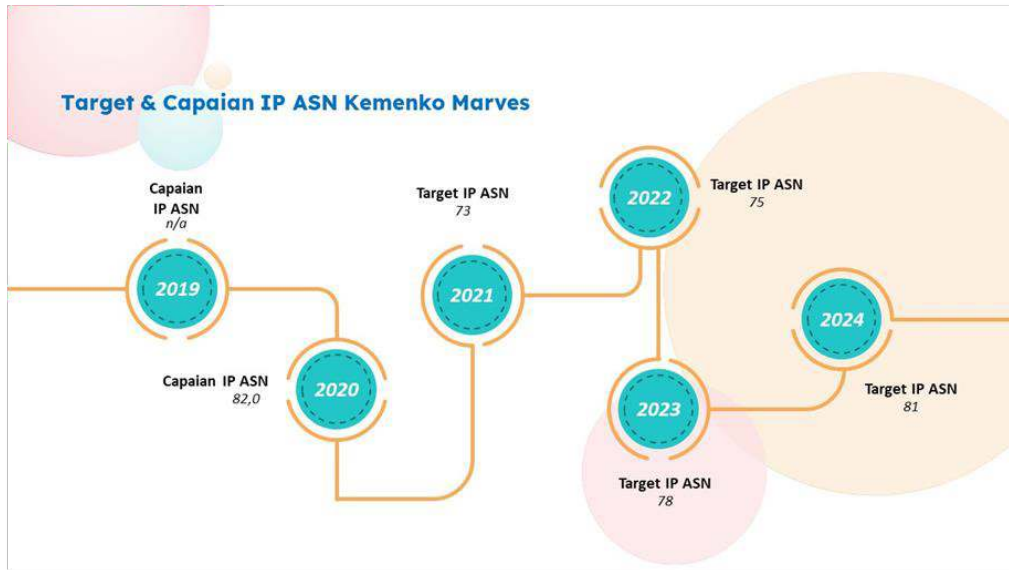 Target & Capaian IP ASN Kemenko Marves
Capaian
IP ASN
n/a
2019
Capaian IP ASN
82,0
2020
Target IP ASN
73
2021
2022
Target IP ASN
75
2023
Target IP ASN
78
2024
Target IP ASN
81